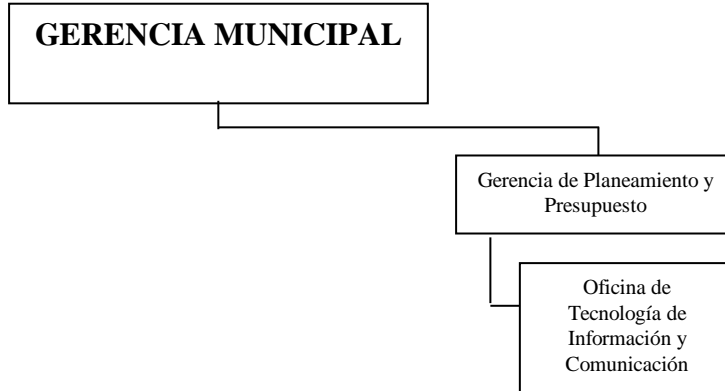 GERENCIA MUNICIPAL
Gerencia de Planeamiento y
Presupuesto
Oficina de
Tecnología de
Información y
Comunicación